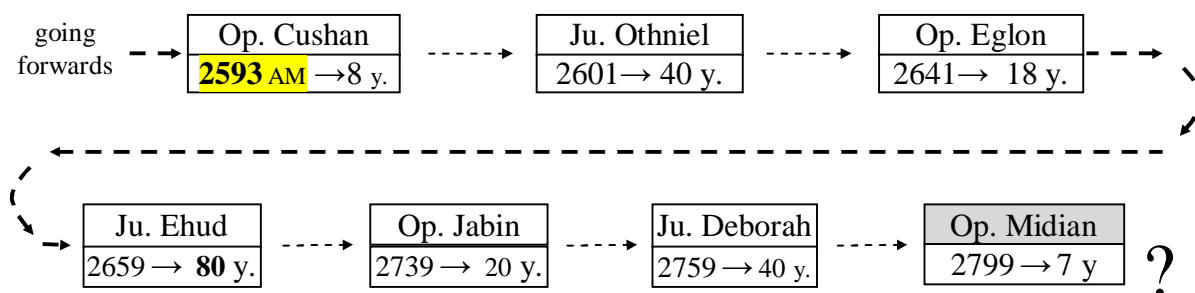 going
forwards
Op. Cushan
2593 AM → 8 y.
Ju. Othniel
2601 → 40 y.
Op. Eglon
2641 → 18 y.
Ju. Ehud
2659 → 80 y.
Op. Jabin
2739 → 20 y.
Ju. Deborah
2759 → 40 y.
Op. Midian
2799 → 7 y
?